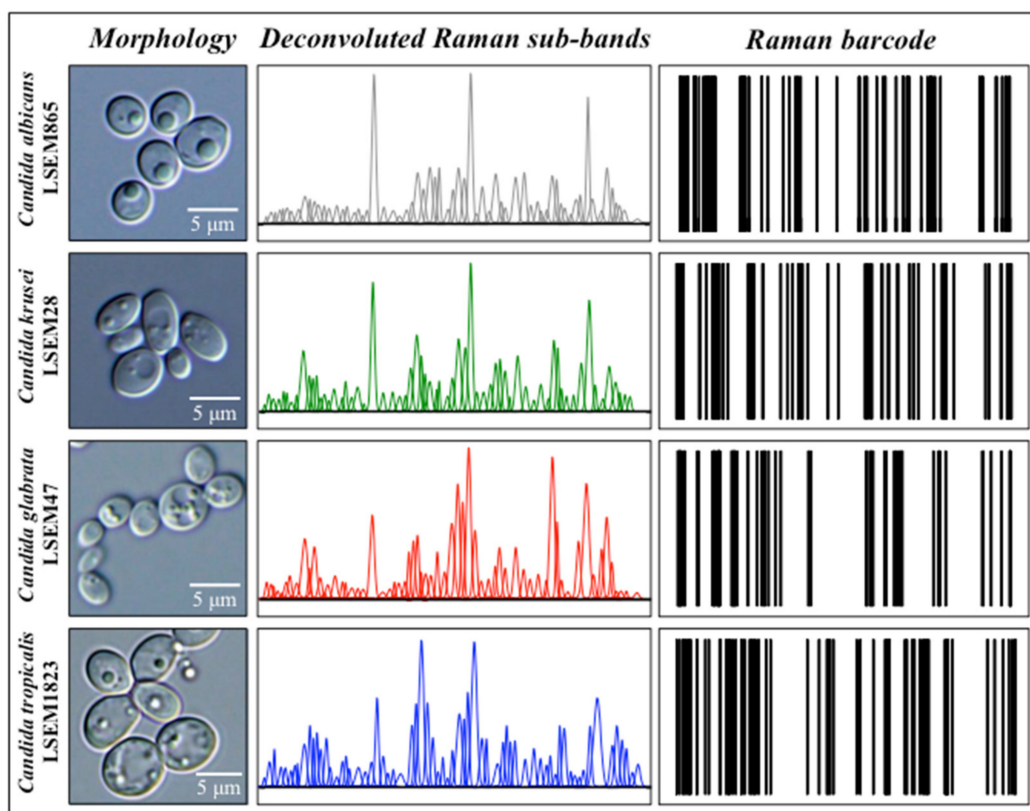 Morphology
Deconvoluted Raman sub-bands
Raman barcode
Candida albicans
LSEM865
5 μm
Candida krusei
LSEM28
5 μm
Candida glabrata
LSEM47
5 μm
Candida tropicalis
LSEM1823
5 μm